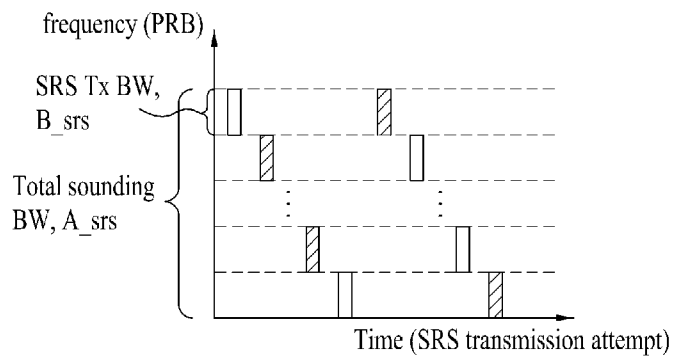 frequency (PRB)
SRS Tx BW,
B_srs
Total sounding
BW, A_srs
Time (SRS transmission attempt)